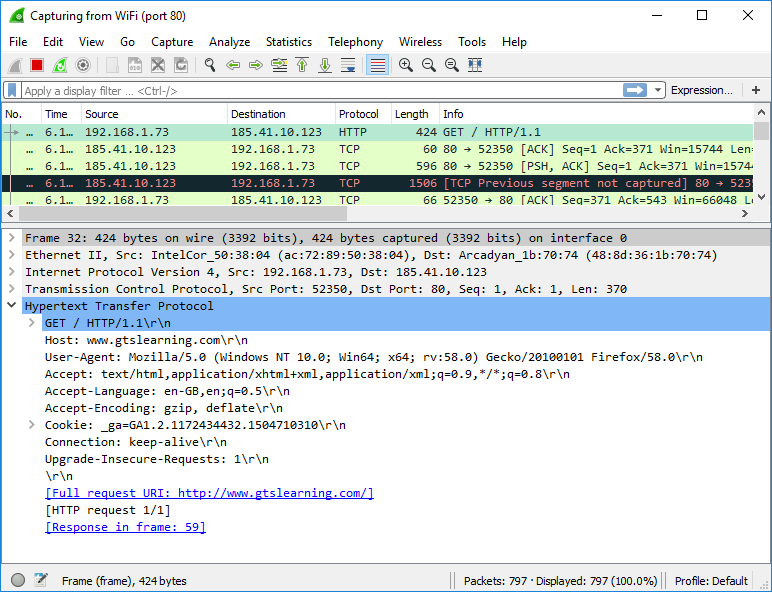 Capturing from WiFi (port 80)
File Edit View Go Capture Analyze Statistics Telephony Wireless Tools Help
Apply a display filter ... <Ctrl-/> Expression... +
No. Time Source Destination Protocol Length Info
... 6.1... 192.168.1.73 185.41.10.123 HTTP 424 GET / HTTP/1.1
... 6.1... 185.41.10.123 192.168.1.73 TCP 60 80 → 52350 [ACK] Seq=1 Ack=371 Win=15744 Len=
... 6.1... 185.41.10.123 192.168.1.73 TCP 596 80 → 52350 [PSH, ACK] Seq=1 Ack=371 Win=15744
... 6.1... 185.41.10.123 192.168.1.73 TCP 1506 [TCP Previous segment not captured] 80 → 5235
... 6.1... 192.168.1.73 185.41.10.123 TCP 66 52350 → 80 [ACK] Seq=371 Ack=543 Win=66048 L
Frame 32: 424 bytes on wire (3392 bits), 424 bytes captured (3392 bits) on interface 0
Ethernet II, Src: IntelCor_50:38:04 (ac:72:89:50:38:04), Dst: Arcadyan_1b:70:74 (48:8d:36:1b:70:74)
Internet Protocol Version 4, Src: 192.168.1.73, Dst: 185.41.10.123
Transmission Control Protocol, Src Port: 52350, Dst Port: 80, Seq: 1, Ack: 1, Len: 370
Hypertext Transfer Protocol
GET / HTTP/1.1\r\n
Host: www.gtslearning.com\r\n
User-Agent: Mozilla/5.0 (Windows NT 10.0; Win64; x64; rv:58.0) Gecko/20100101 Firefox/58.0\r\n
Accept: text/html,application/xhtml+xml,application/xml;q=0.9,*/*;q=0.8\r\n
Accept-Language: en-GB,en;q=0.5\r\n
Accept-Encoding: gzip, deflate\r\n
Cookie: _ga=GA1.2.1172434432.1504710310\r\n
Connection: keep-alive\r\n
Upgrade-Insecure-Requests: 1\r\n
\r\n
[Full request URI: http://www.gtslearning.com/]
[HTTP request 1/1]
[Response in frame: 59]
Frame (frame), 424 bytes Packets: 797 · Displayed: 797 (100.0%) Profile: Default